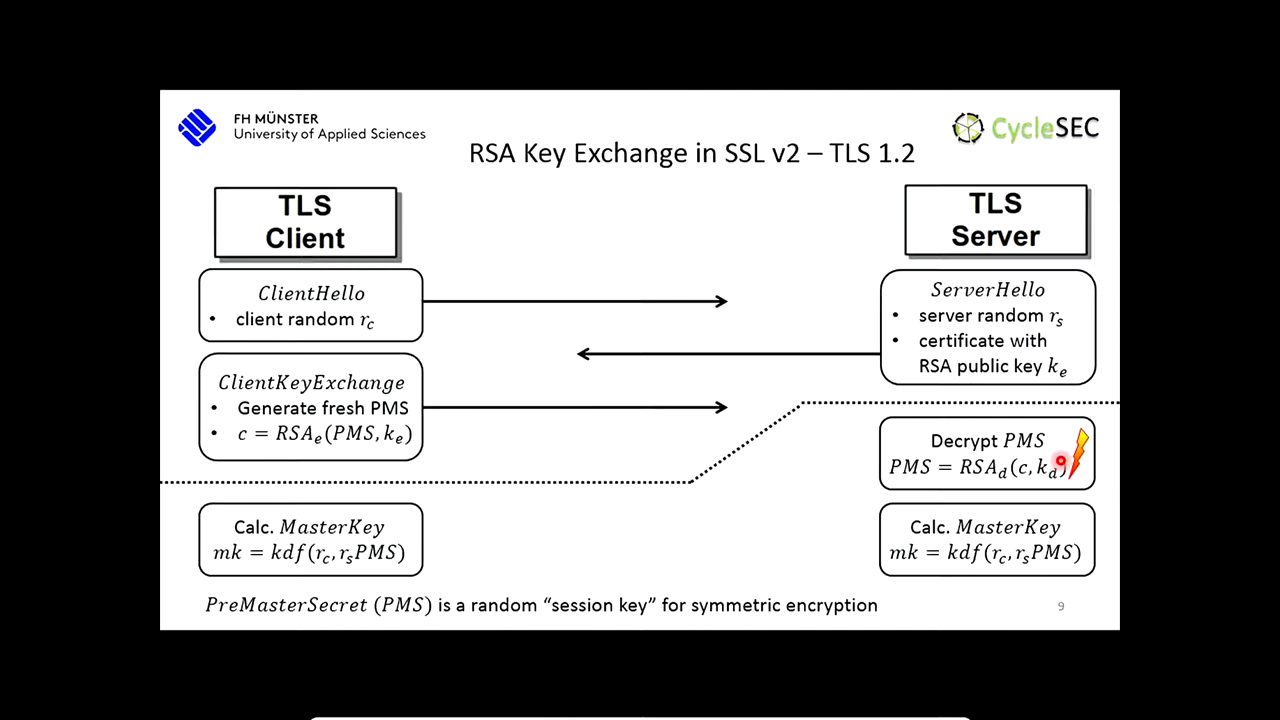 FH MÜNSTER
University of Applied Sciences
CycleSEC
RSA Key Exchange in SSL v2 – TLS 1.2
TLS
Client
TLS
Server
ClientHello
• client random r_c
ServerHello
• server random r_s
• certificate with
RSA public key k_e
ClientKeyExchange
• Generate fresh PMS
• c = RSA_e(PMS, k_e)
Decrypt PMS
PMS = RSA_d(c, k_d)
Calc. MasterKey
mk = kdf(r_c, r_sPMS)
Calc. MasterKey
mk = kdf(r_c, r_sPMS)
PreMasterSecret (PMS) is a random “session key” for symmetric encryption
9